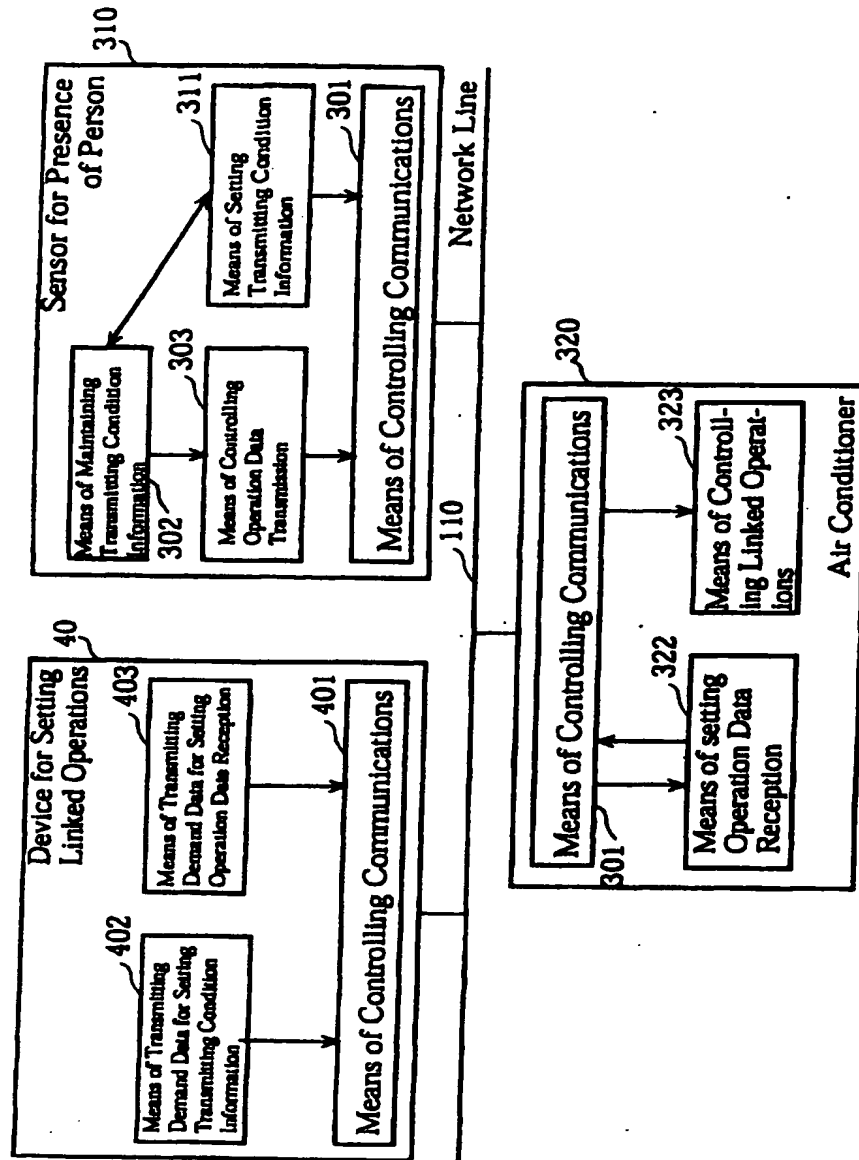 Device for Setting
Linked Operations
40
402
Means of Transmitting
Demand Data for Setting
Transmitting Condition
Information
403
Means of Transmitting
Demand Data for Setting
Operation Date Reception
401
Means of Controlling Communications
310
Sensor for Presence
of Person
Means of Maintaining
Transmitting Condition
Information
302
303
Means of Controlling
Operation Data
Transmission
311
Means of Setting
Transmitting Condition
Information
301
Means of Controlling Communications
110
Network Line
320
Means of Controlling Communications
301
322
Means of setting
Operation Data
Reception
323
Means of Controll-
ing Linked Operat-
ions
Air Conditioner